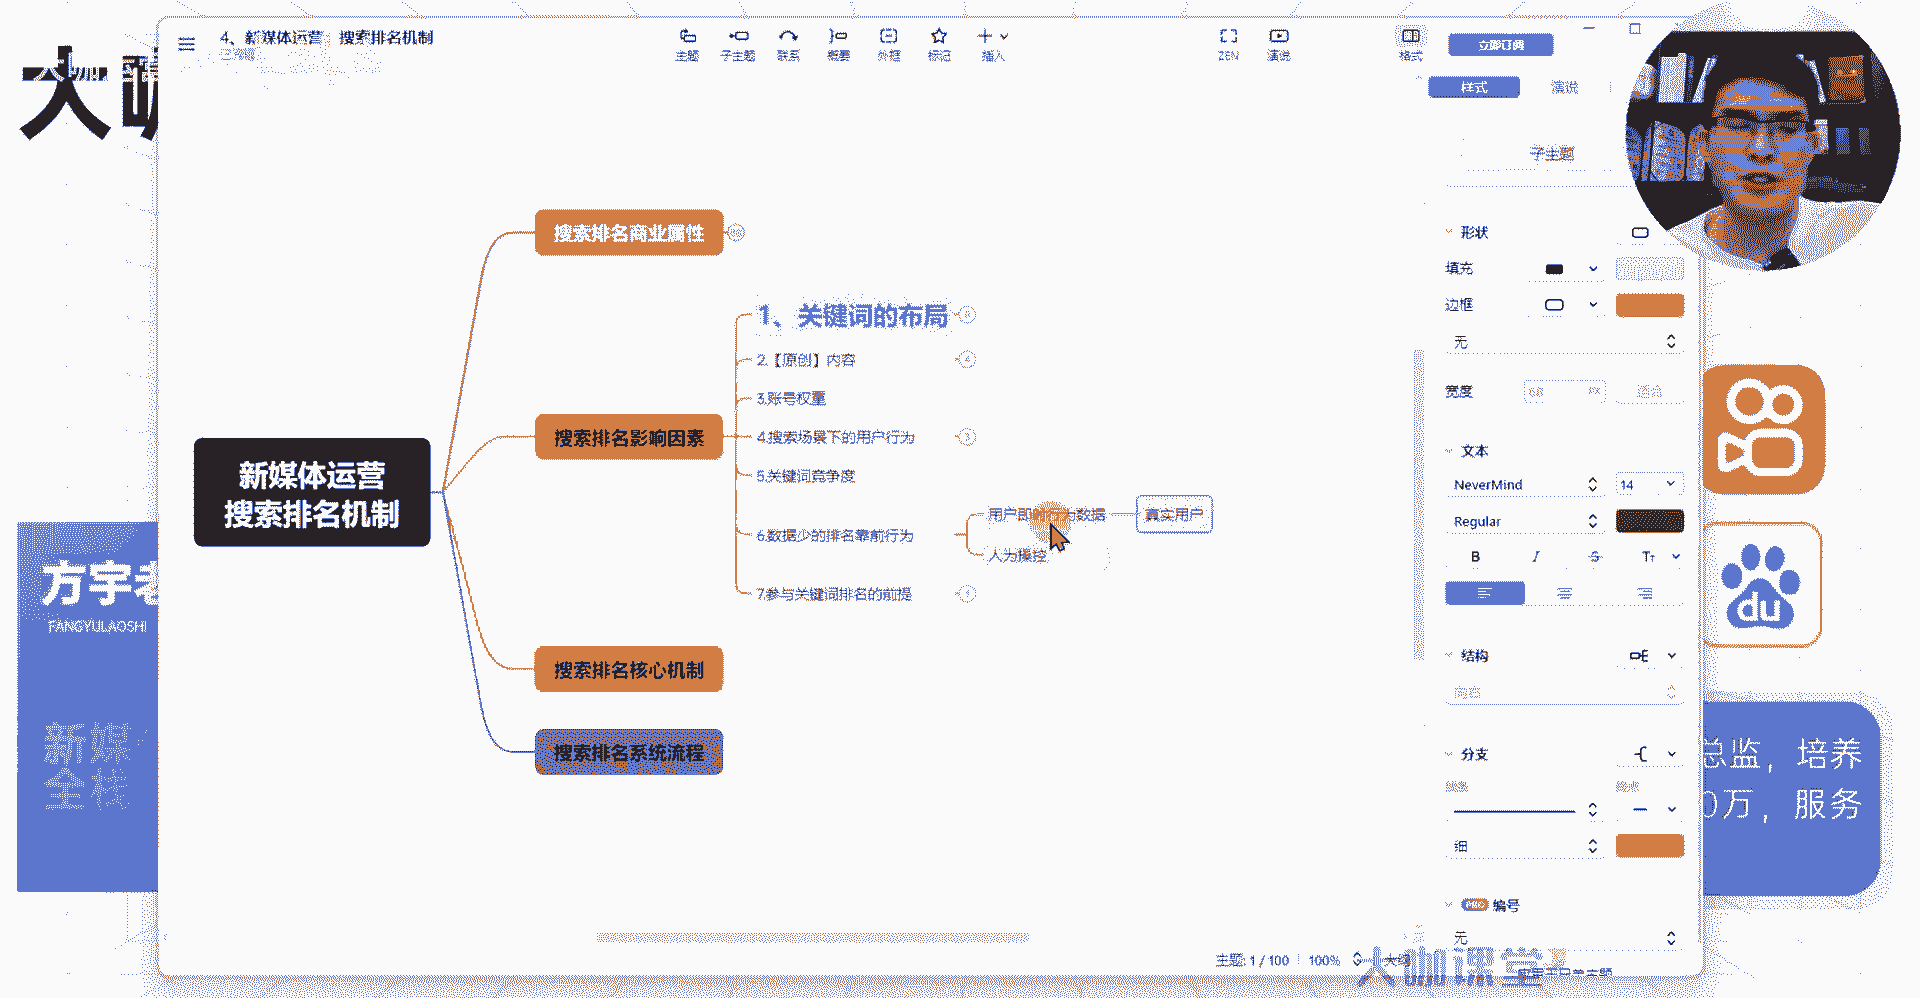 4、新媒体运营 搜索排名机制
主题
子主题
联系
概要
外框
标记
插入
ZEN
演说
格式
立即订阅
样式
演说
子主题
大咖
搜索排名商业属性
1、关键词的布局
2.【原创】内容
3.账号权重
搜索排名影响因素
4.搜索场景下的用户行为
5.关键词竞争度
新媒体运营
搜索排名机制
用户即时行为数据
真实用户
6.数据少的排名靠前行为
人为操控
7.参与关键词排名的前提
搜索排名核心机制
搜索排名系统流程
形状
填充
边框
无
宽度
文本
NeverMind
14
Regular
B
I
S
结构
向右
分支
细
PRO 编号
无
主题: 1 / 100
100%
大纲
大咖课堂
方宇老
FANGYULAOSHI
新媒
全栈
du
总监，培养
0万，服务